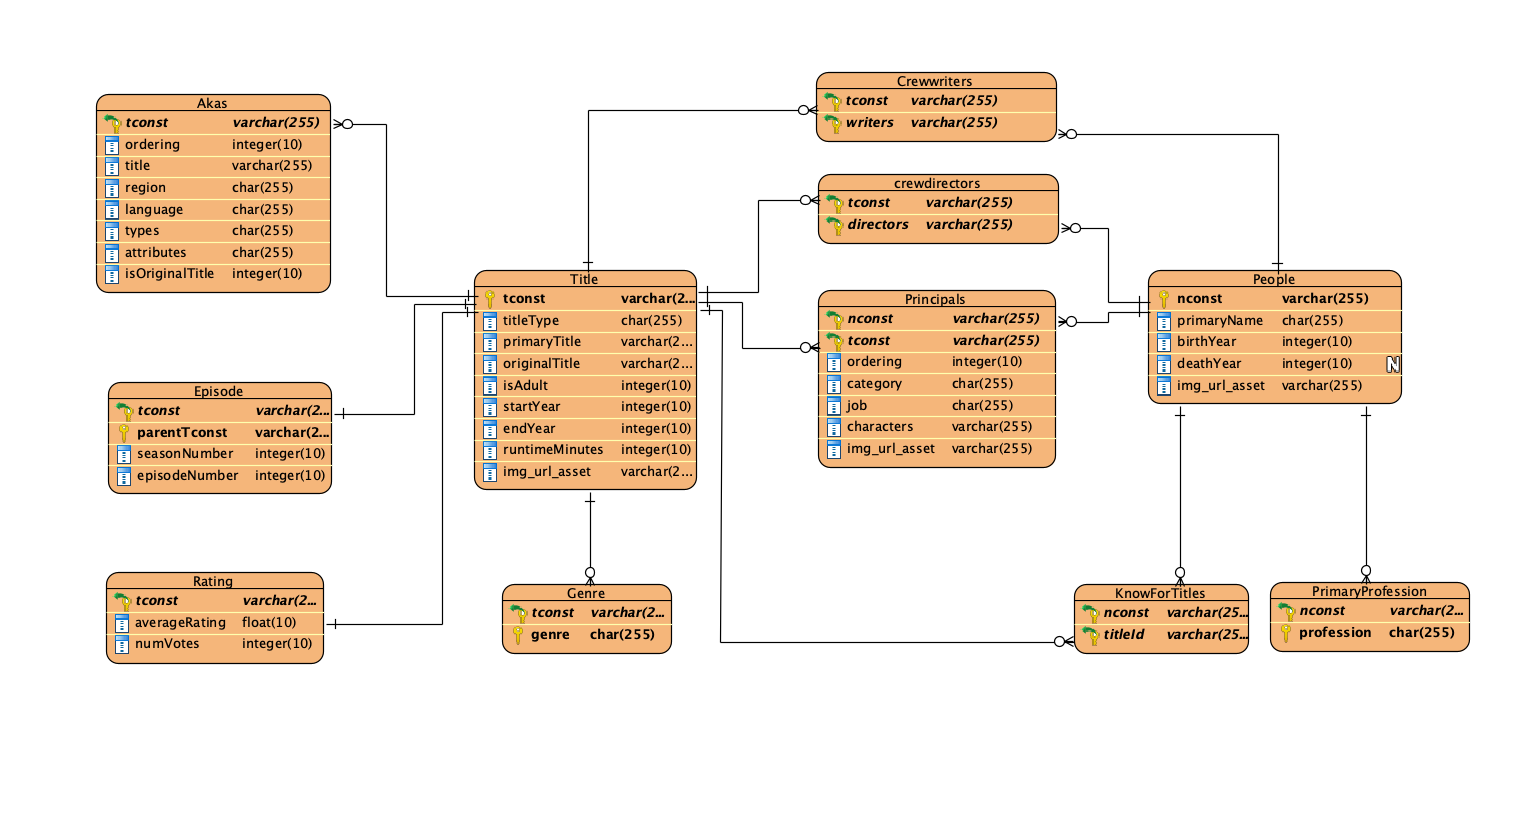 Akas
tconst varchar(255)
ordering integer(10)
title varchar(255)
region char(255)
language char(255)
types char(255)
attributes char(255)
isOriginalTitle integer(10)
Crewwriters
tconst varchar(255)
writers varchar(255)
crewdirectors
tconst varchar(255)
directors varchar(255)
Title
tconst varchar(2...
titleType char(255)
primaryTitle varchar(2...
originalTitle varchar(2...
isAdult integer(10)
startYear integer(10)
endYear integer(10)
runtimeMinutes integer(10)
img_url_asset varchar(2...
Principals
nconst varchar(255)
tconst varchar(255)
ordering integer(10)
category char(255)
job char(255)
characters varchar(255)
img_url_asset varchar(255)
People
nconst varchar(255)
primaryName char(255)
birthYear integer(10)
deathYear integer(10) N
img_url_asset varchar(255)
Episode
tconst varchar(2...
parentTconst varchar(2...
seasonNumber integer(10)
episodeNumber integer(10)
Rating
tconst varchar(2...
averageRating float(10)
numVotes integer(10)
Genre
tconst varchar(2...
genre char(255)
KnowForTitles
nconst varchar(25...
titleId varchar(25...
PrimaryProfession
nconst varchar(2...
profession char(255)